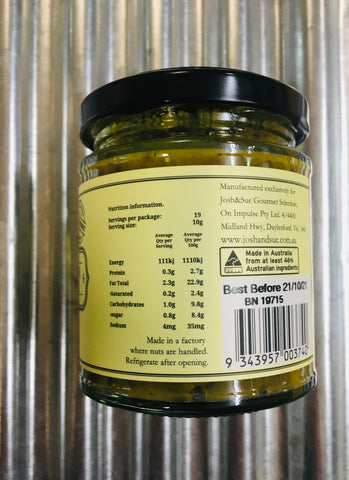 Nutrition information.
Servings per package: 19
Serving size: 10g
Average Qty per Serving
Average Qty per 100g
Energy 111kj 1110kj
Protein 0.3g 2.7g
Fat Total 2.3g 22.9g
-Saturated 0.2g 2.4g
Carbohydrates 1.0g 9.8g
-sugar 0.8g 8.4g
Sodium 4mg 35mg
Made in a factory
where nuts are handled.
Refrigerate after opening.
Manufactured exclusively for
Josh&Sue Gourmet Selection,
On Impulse Pty Ltd. 4/4400
Midland Hwy, Daylesford, Vic
www.joshandsue.com.au
Made in Australia
from at least 46%
Australian ingredients
Best Before 21/10/21
BN 19715
9 343957 003740